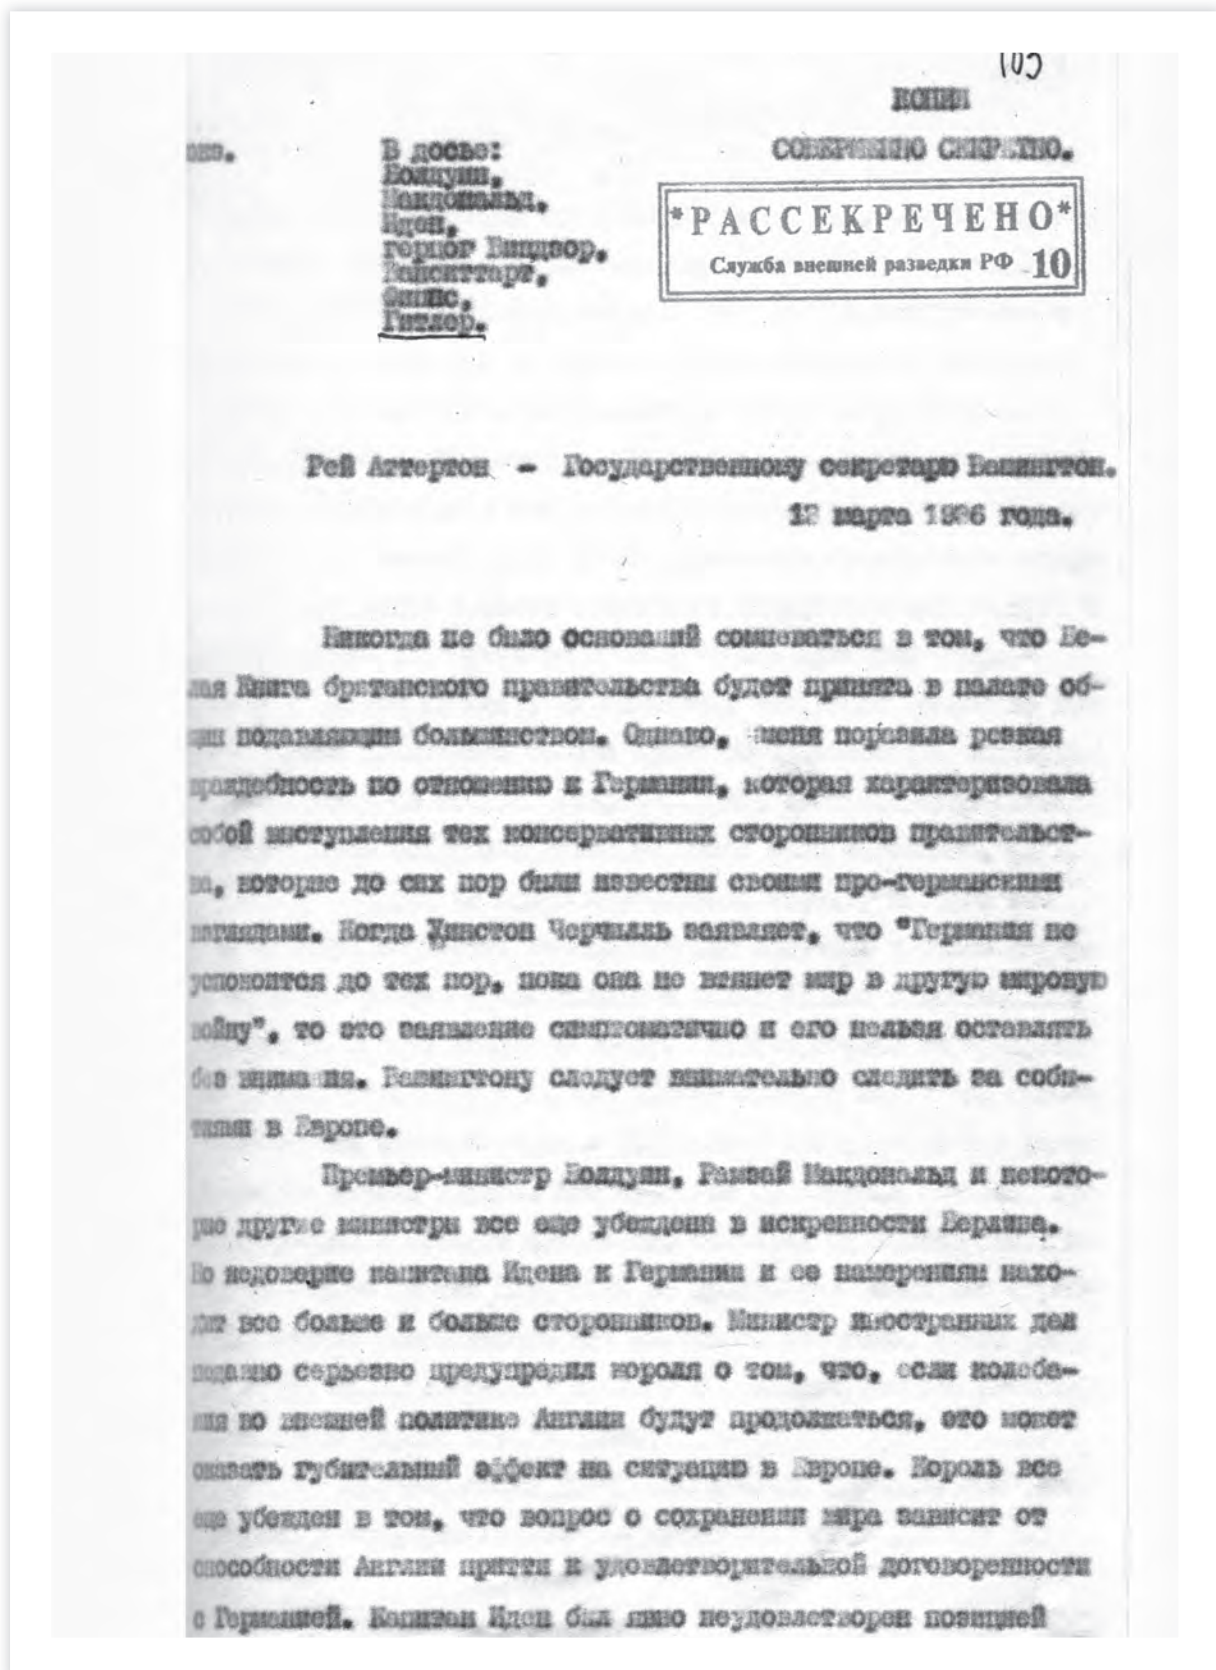 103
КОПИЯ
СОВЕРШЕННО СЕКРЕТНО.
В досье:
Болдуин,
Макдональд,
Иден,
герцог Виндзор,
Ванситтарт,
Фиппс,
Гитлер.
*РАССЕКРЕЧЕНО*
Служба внешней разведки РФ 10
Рей Аттертон - Государственному секретарю Вашингтон.
марта 1936 года.
Никогда не было оснований сомневаться в том, что Бе-
лая Книга британского правительства будет принята в палате об-
щин подавляющим большинством. Однако, меня поразила резкая
враждебность по отношению к Германии, которая характеризовала
собой выступления тех консервативных сторонников правительст-
ва, которые до сих пор были известны своими про-германскими
взглядами. Когда Уинстон Черчилль заявляет, что "Германия не
успокоится до тех пор, пока она не втянет мир в другую мировую
войну", то это заявление симптоматично и его нельзя оставлять
без внимания. Вашингтону следует внимательно следить за собы-
тиями в Европе.
Премьер-министр Болдуин, Рамзай Макдональд и некото-
рые другие министры все еще убеждены в искренности Берлина.
Но недоверие капитана Идена к Германии и ее намерениям нахо-
дит все больше и больше сторонников. Министр иностранных дел
недавно серьезно предупредил короля о том, что, если колеба-
ния во внешней политике Англии будут продолжаться, это может
оказать губительный эффект на ситуацию в Европе. Король все
еще убежден в том, что вопрос о сохранении мира зависит от
способности Англии притти к удовлетворительной договоренности
с Германией. Капитан Иден был явно неудовлетворен позицией